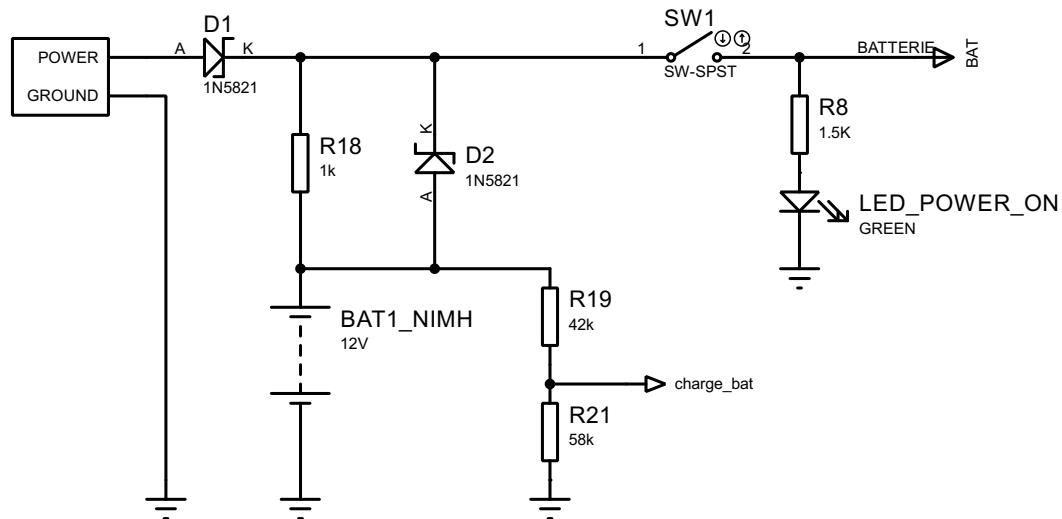 SW1
D1
POWER
A
K
1
2
BATTERIE
BAT
SW-SPST
1N5821
GROUND
R8
1.5K
R18
1k
K
D2
1N5821
A
LED_POWER_ON
GREEN
BAT1_NIMH
12V
R19
42k
charge_bat
R21
58k